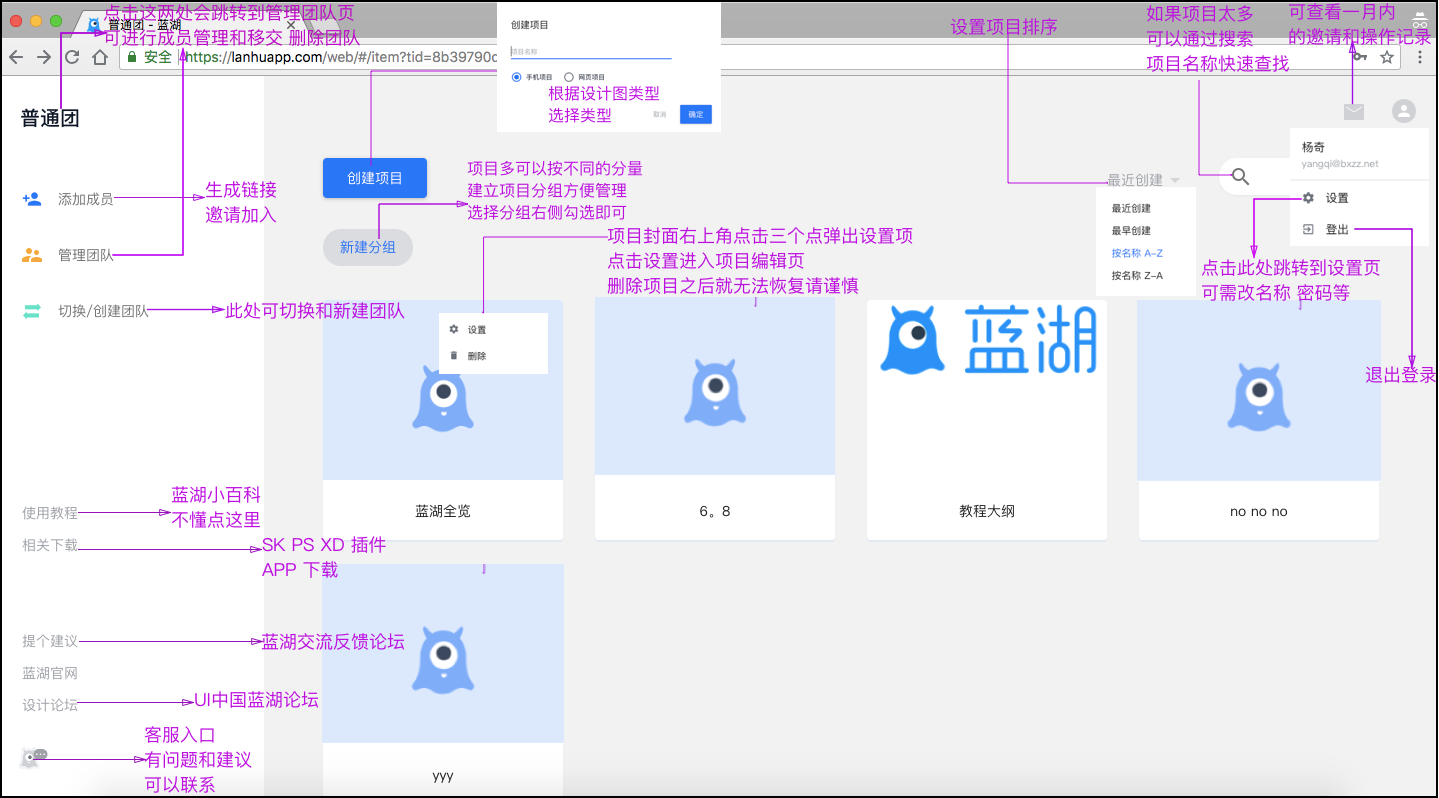 点击这两处会跳转到管理团队页
可进行成员管理和移交 删除团队
普通团 - 蓝湖
安全
https://lanhuapp.com/web/#/item?tid=8b39790d
创建项目
项目名称
手机项目
网页项目
根据设计图类型
选择类型
取消
确定
设置项目排序
如果项目太多
可以通过搜索
项目名称快速查找
可查看一月内
的邀请和操作记录
普通团
添加成员
生成链接
邀请加入
管理团队
切换/创建团队
此处可切换和新建团队
创建项目
项目多可以按不同的分量
建立项目分组方便管理
选择分组右侧勾选即可
新建分组
项目封面右上角点击三个点弹出设置项
点击设置进入项目编辑页
删除项目之后就无法恢复请谨慎
最近创建
最近创建
最早创建
按名称 A-Z
按名称 Z-A
杨奇
yangqi@bxzz.net
设置
登出
点击此处跳转到设置页
可需改名称 密码等
退出登录
设置
删除
蓝湖
蓝湖全览
6。8
教程大纲
no no no
yyy
使用教程
蓝湖小百科
不懂点这里
相关下载
SK PS XD 插件
APP 下载
提个建议
蓝湖交流反馈论坛
蓝湖官网
设计论坛
UI中国蓝湖论坛
客服入口
有问题和建议
可以联系